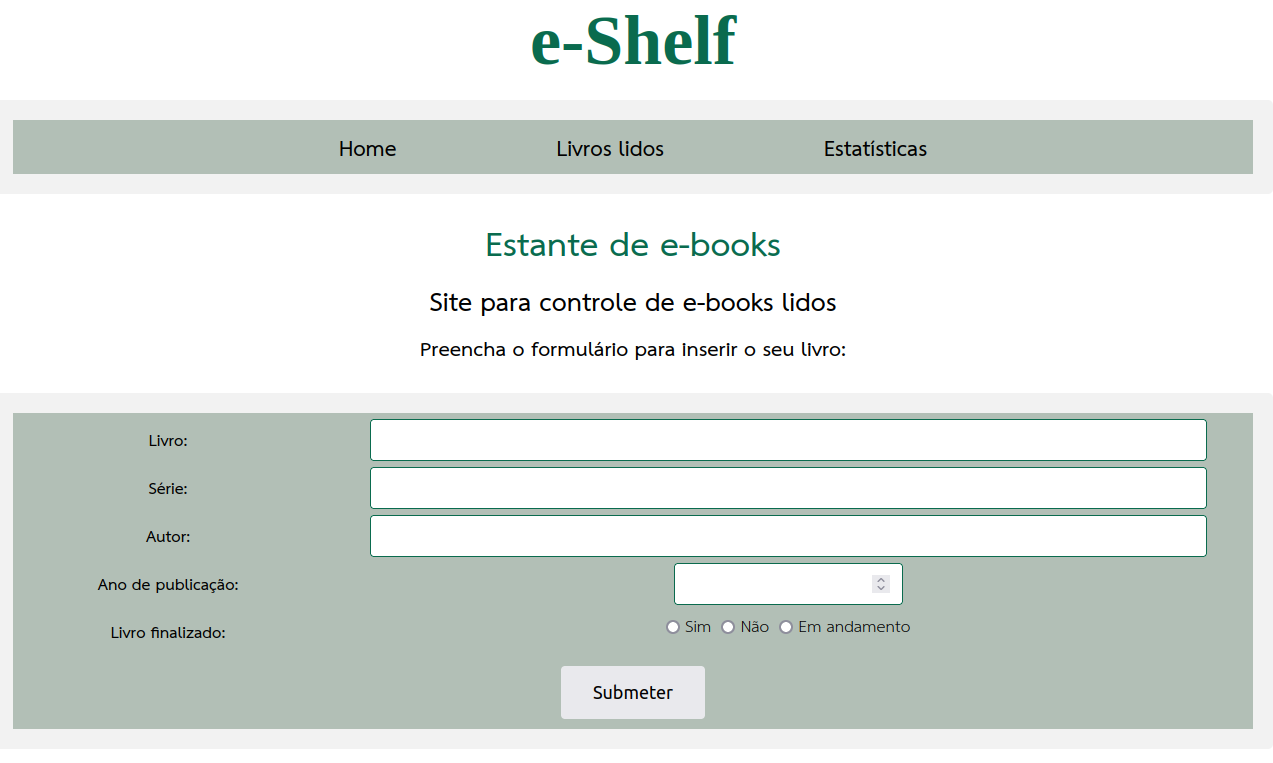 e-Shelf
Home Livros lidos Estatísticas
Estante de e-books
Site para controle de e-books lidos
Preencha o formulário para inserir o seu livro:
Livro:
Série:
Autor:
Ano de publicação:
Livro finalizado: Sim Não Em andamento
Submeter